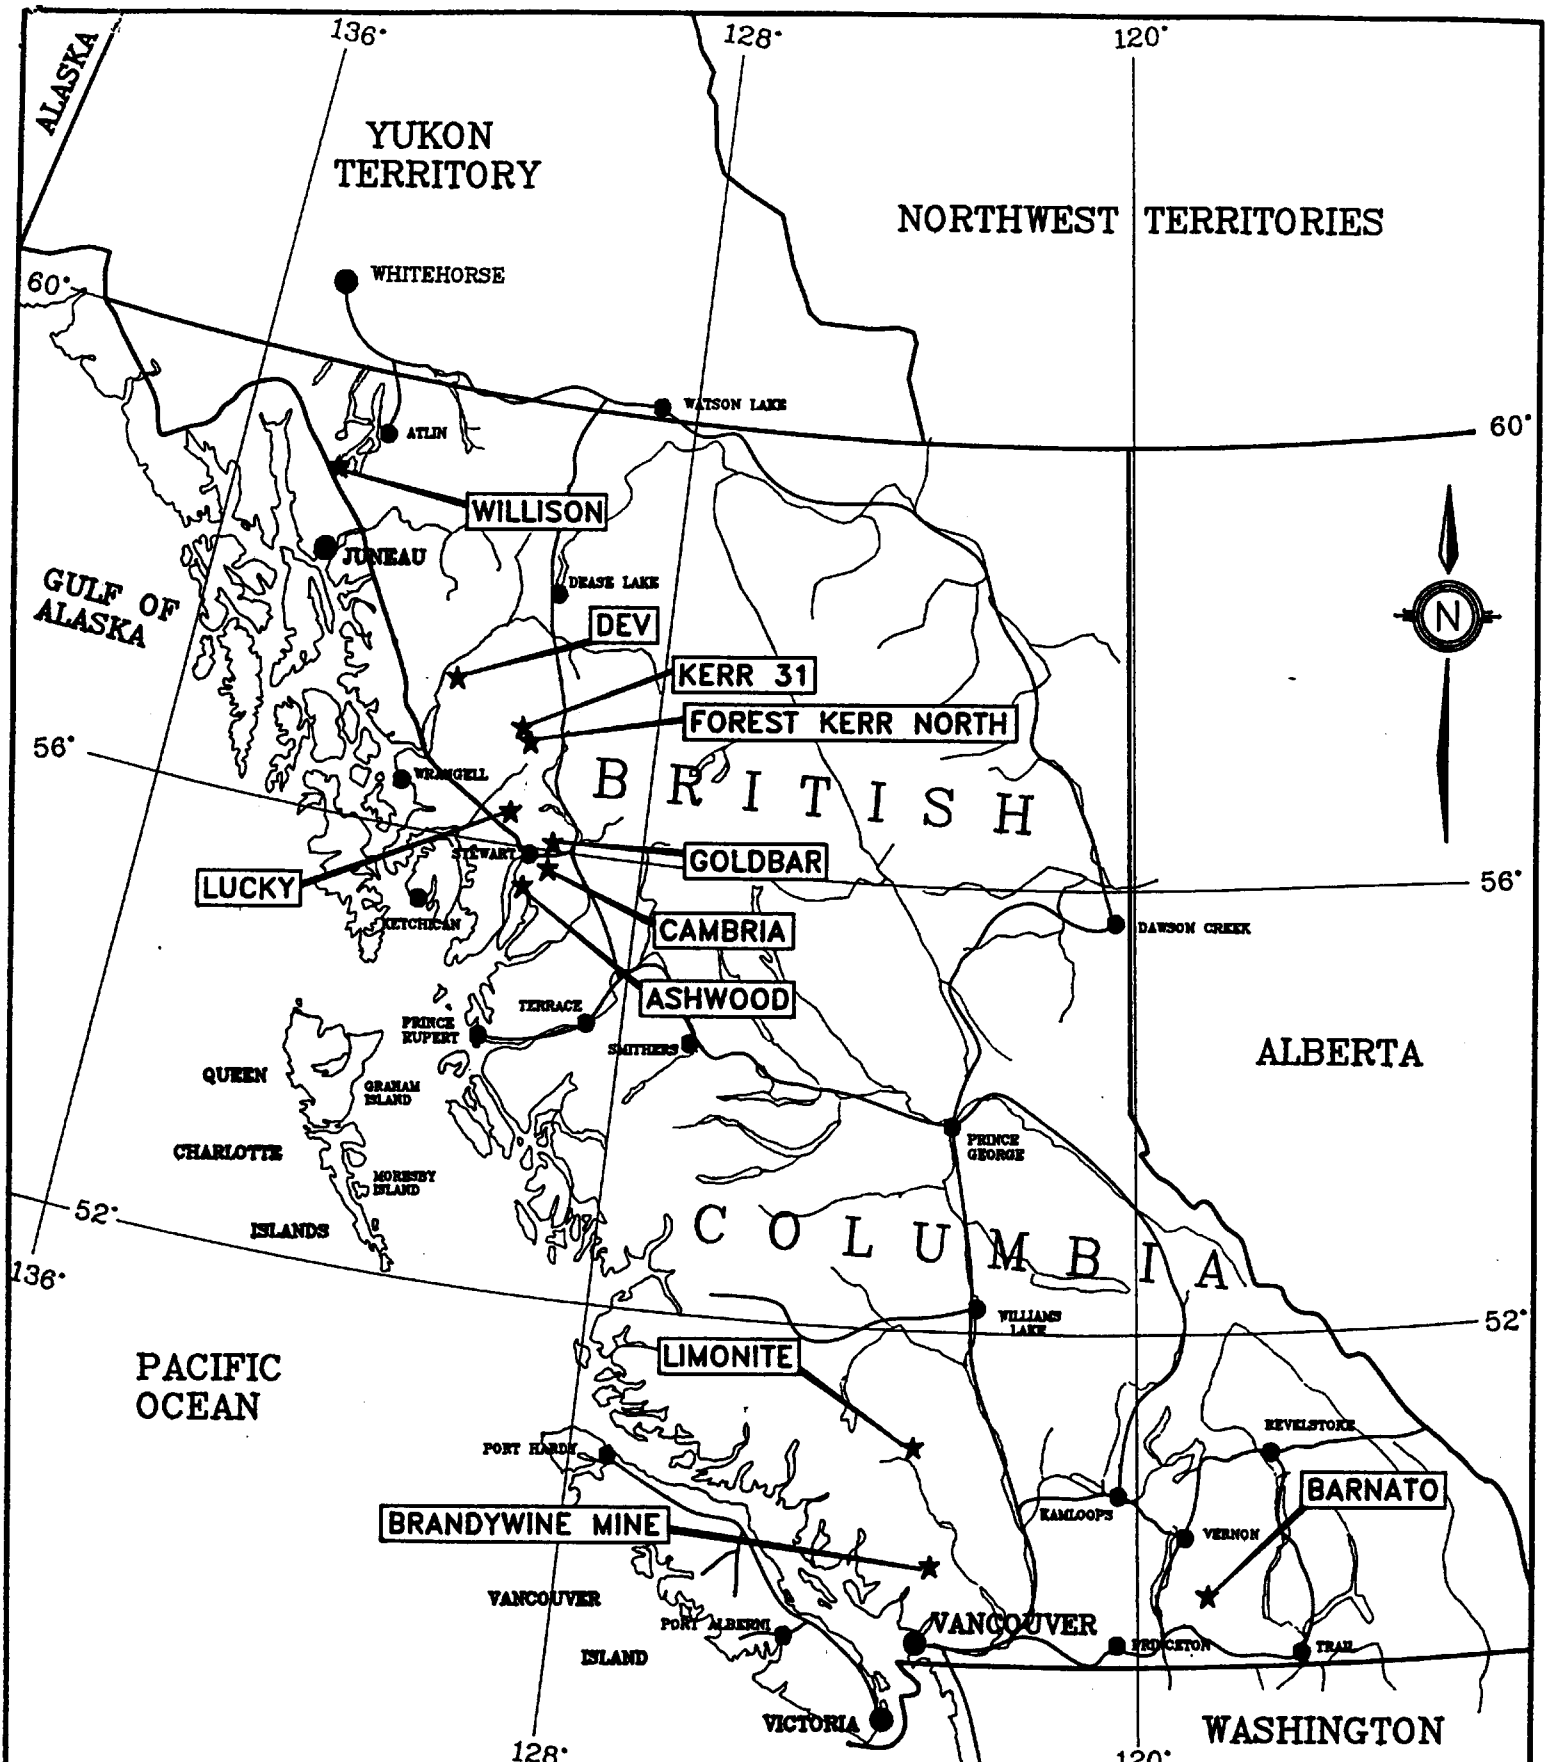 136°
128°
120°
ALASKA
YUKON
TERRITORY
NORTHWEST TERRITORIES
WHITEHORSE
60°
WATSON LAKE
ATLIN
60°
WILLISON
JUNEAU
N
GULF OF
ALASKA
DEASE LAKE
DEV
KERR 31
FOREST KERR NORTH
56°
WRANGELL
BRITISH
STEWART
GOLDBAR
LUCKY
56°
KETCHICAN
CAMBRIA
DAWSON CREEK
ASHWOOD
TERRACE
PRINCE
RUPERT
SMITHERS
ALBERTA
QUEEN
GRAHAM
ISLAND
CHARLOTTE
PRINCE
GEORGE
MORESBY
ISLAND
52°
ISLANDS
COLUMBIA
136°
WILLIAMS
LAKE
52°
LIMONITE
PACIFIC
OCEAN
REVELSTOKE
PORT HARDY
BARNATO
KAMLOOPS
BRANDYWINE MINE
VERNON
VANCOUVER
PORT ALBERNI
VANCOUVER
ISLAND
PRINCETON
TRAIL
VICTORIA
WASHINGTON
128°
120°